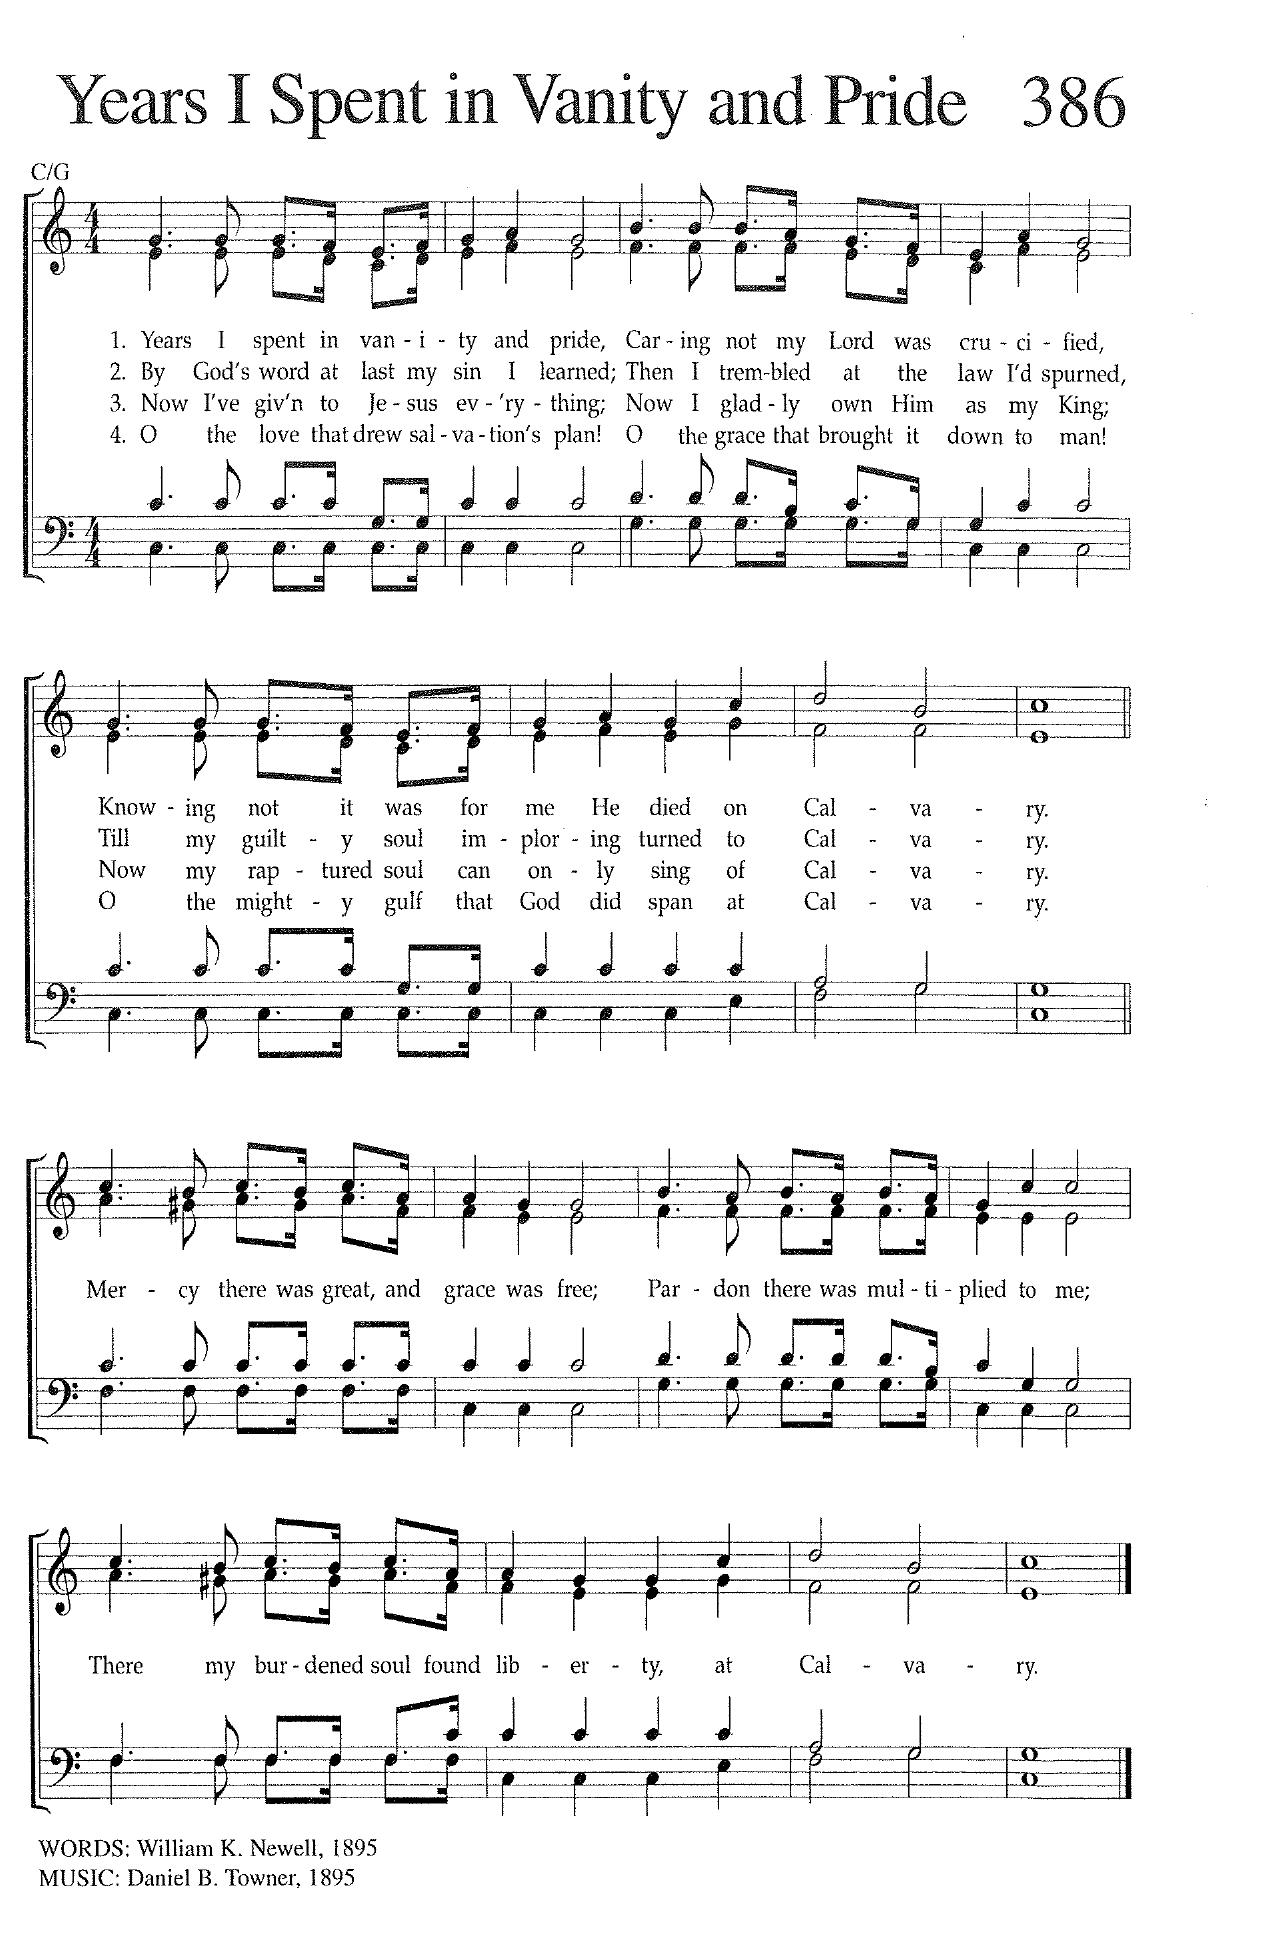 Years I Spent in Vanity and Pride 386
C/G
1. Years I spent in van - i - ty and pride, Car - ing not my Lord was cru - ci - fied,
2. By God's word at last my sin I learned; Then I trem-bled at the law I'd spurned,
3. Now I've giv'n to Je - sus ev - 'ry - thing; Now I glad - ly own Him as my King;
4. O the love that drew sal - va - tion's plan! O the grace that brought it down to man!
Know - ing not it was for me He died on Cal - va - ry.
Till my guilt - y soul im - plor - ing turned to Cal - va - ry.
Now my rap - tured soul can on - ly sing of Cal - va - ry.
O the might - y gulf that God did span at Cal - va - ry.
Mer - cy there was great, and grace was free; Par - don there was mul - ti - plied to me;
There my bur - dened soul found lib - er - ty, at Cal - va - ry.
WORDS: William K. Newell, 1895
MUSIC: Daniel B. Towner, 1895